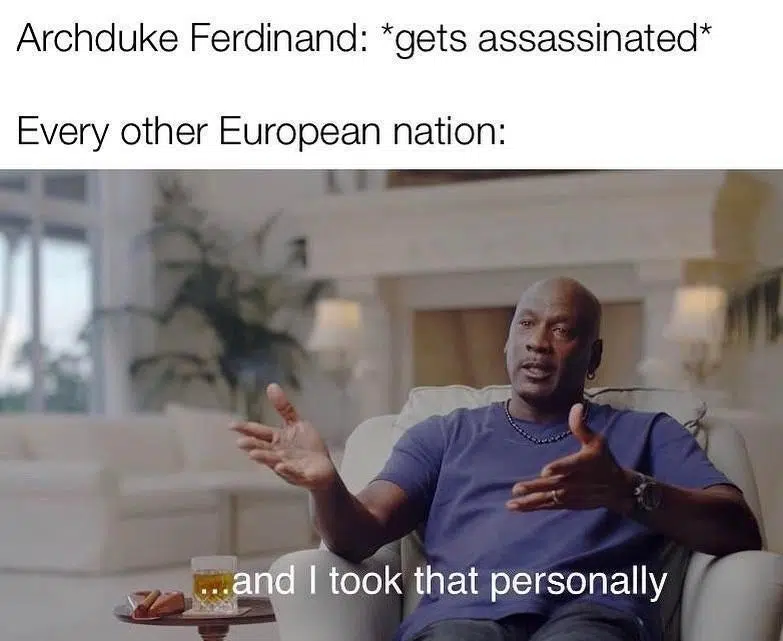 Archduke Ferdinand: *gets assassinated*
Every other European nation:
...and I took that personally